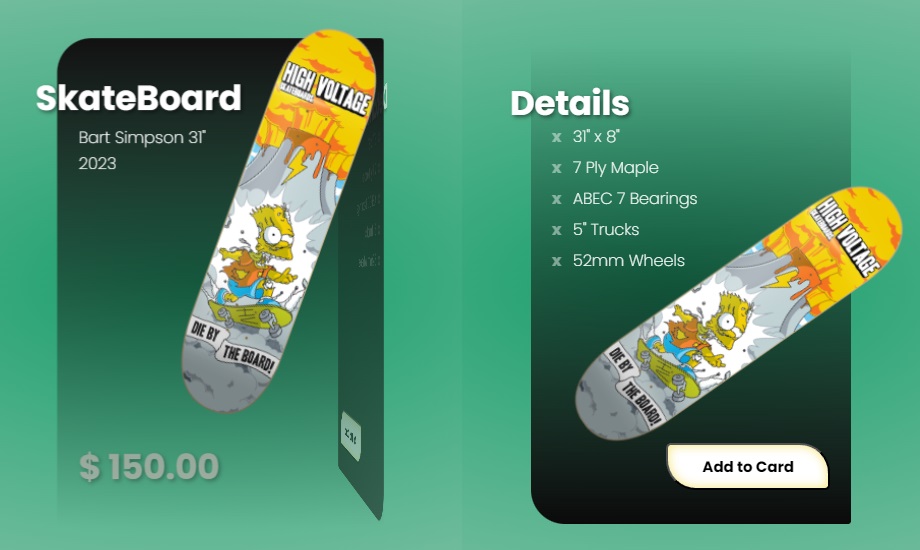 SkateBoard
Bart Simpson 31"
2023
HIGH VOLTAGE
SKATEBOARDS
DIE BY
THE BOARD!
$ 150.00
Details
x 31" x 8"
x 7 Ply Maple
x ABEC 7 Bearings
x 5" Trucks
x 52mm Wheels
HIGH VOLTAGE
DIE BY
THE BOARD!
Add to Card